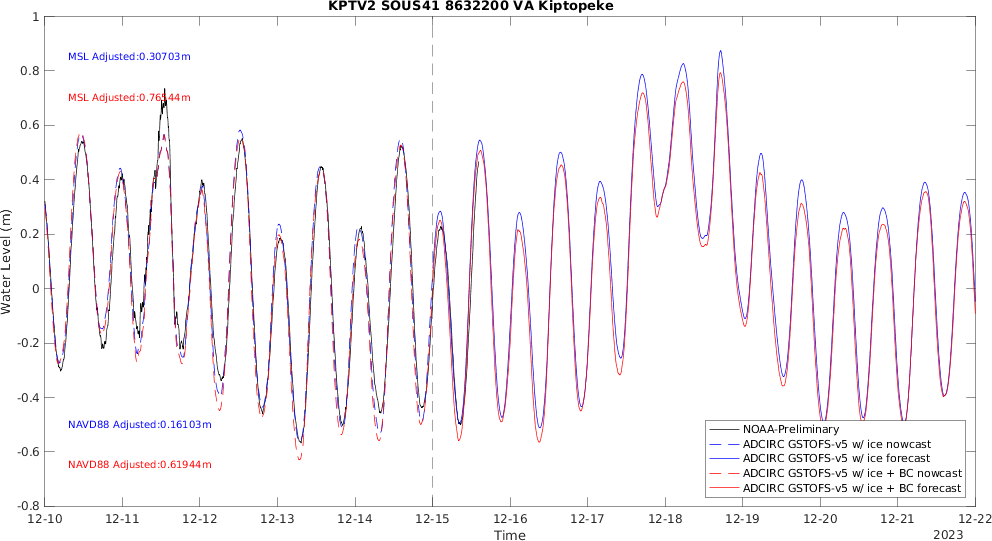 KPTV2 SOUS41 8632200 VA Kiptopeke
1
0.8
0.6
0.4
0.2
0
-0.2
-0.4
-0.6
-0.8
Water Level (m)
MSL Adjusted:0.30703m
MSL Adjusted:0.76544m
NAVD88 Adjusted:0.16103m
NAVD88 Adjusted:0.61944m
NOAA-Preliminary
ADCIRC GSTOFS-v5 w/ ice nowcast
ADCIRC GSTOFS-v5 w/ ice forecast
ADCIRC GSTOFS-v5 w/ ice + BC nowcast
ADCIRC GSTOFS-v5 w/ ice + BC forecast
12-10 12-11 12-12 12-13 12-14 12-15 12-16 12-17 12-18 12-19 12-20 12-21 12-22
Time
2023